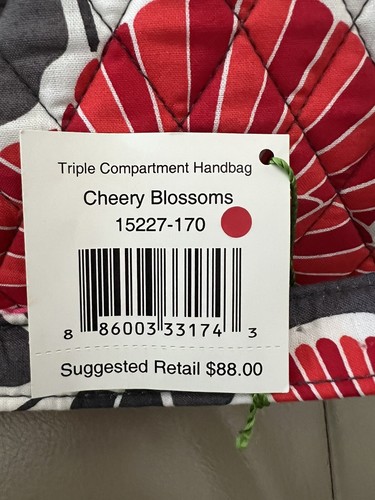 Triple Compartment Handbag
Cheery Blossoms
15227-170
8 86003 33174 3
Suggested Retail $88.00